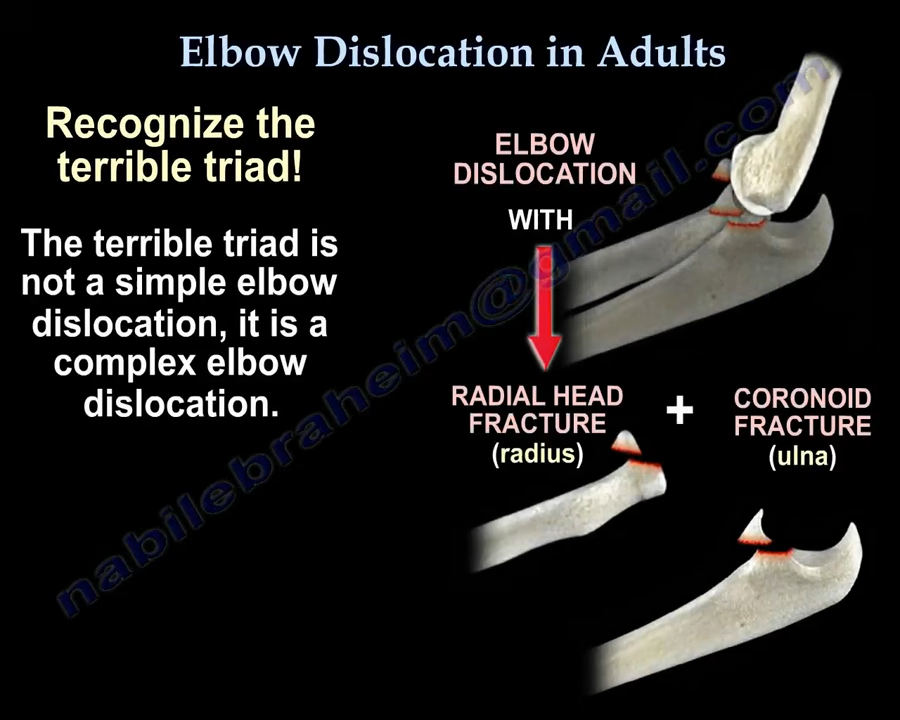 Elbow Dislocation in Adults
Recognize the
terrible triad!
The terrible triad is
not a simple elbow
dislocation, it is a
complex elbow
dislocation.
ELBOW
DISLOCATION
WITH
RADIAL HEAD
FRACTURE
(radius)
+
CORONOID
FRACTURE
(ulna)
nabilebraheim@gmail.com